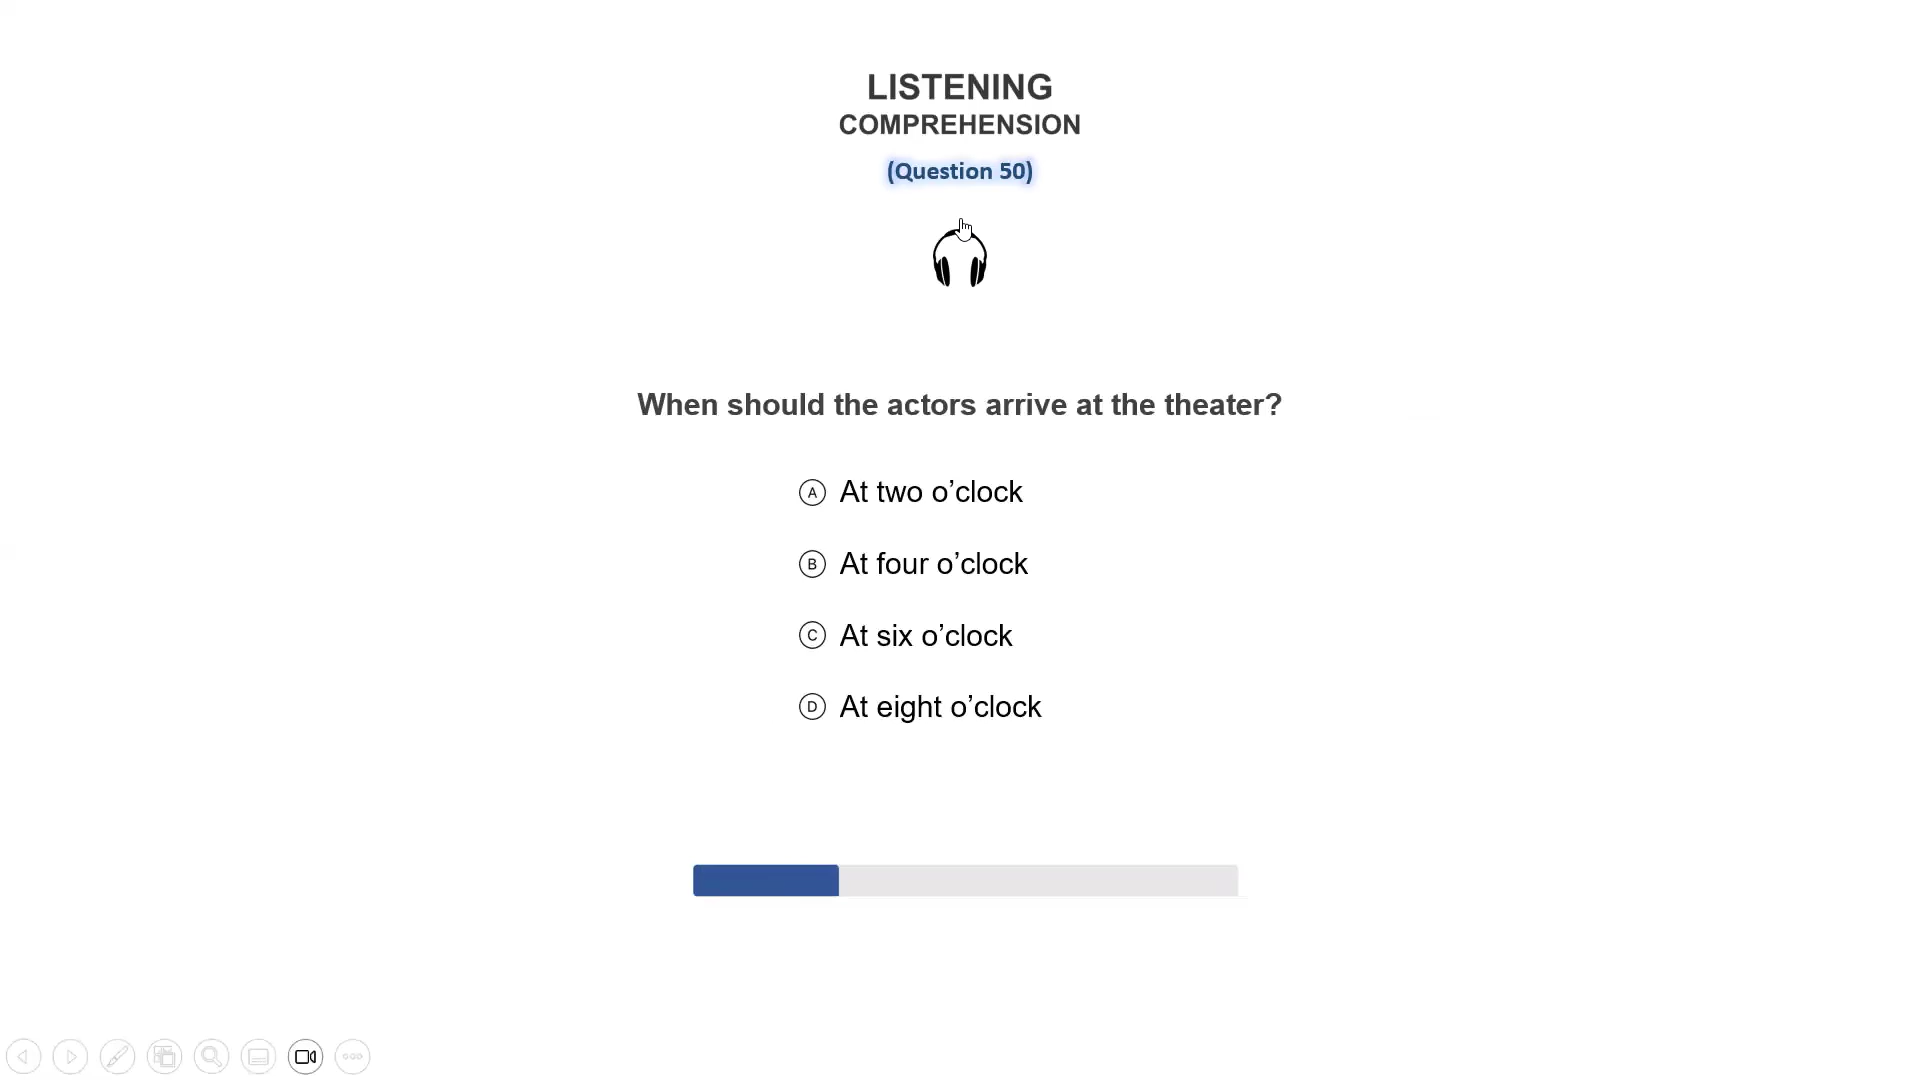 LISTENING
COMPREHENSION
(Question 50)
When should the actors arrive at the theater?
A At two o’clock
B At four o’clock
C At six o’clock
D At eight o’clock